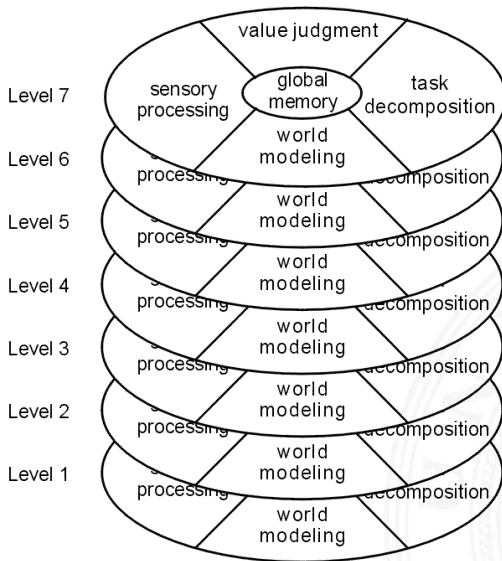 value judgment
Level 7
sensory
processing
global
memory
task
decomposition
world
modeling
Level 6
processing
decomposition
world
modeling
Level 5
processing
decomposition
world
modeling
Level 4
processing
decomposition
world
modeling
Level 3
processing
decomposition
world
modeling
Level 2
processing
decomposition
world
modeling
Level 1
processing
decomposition
world
modeling